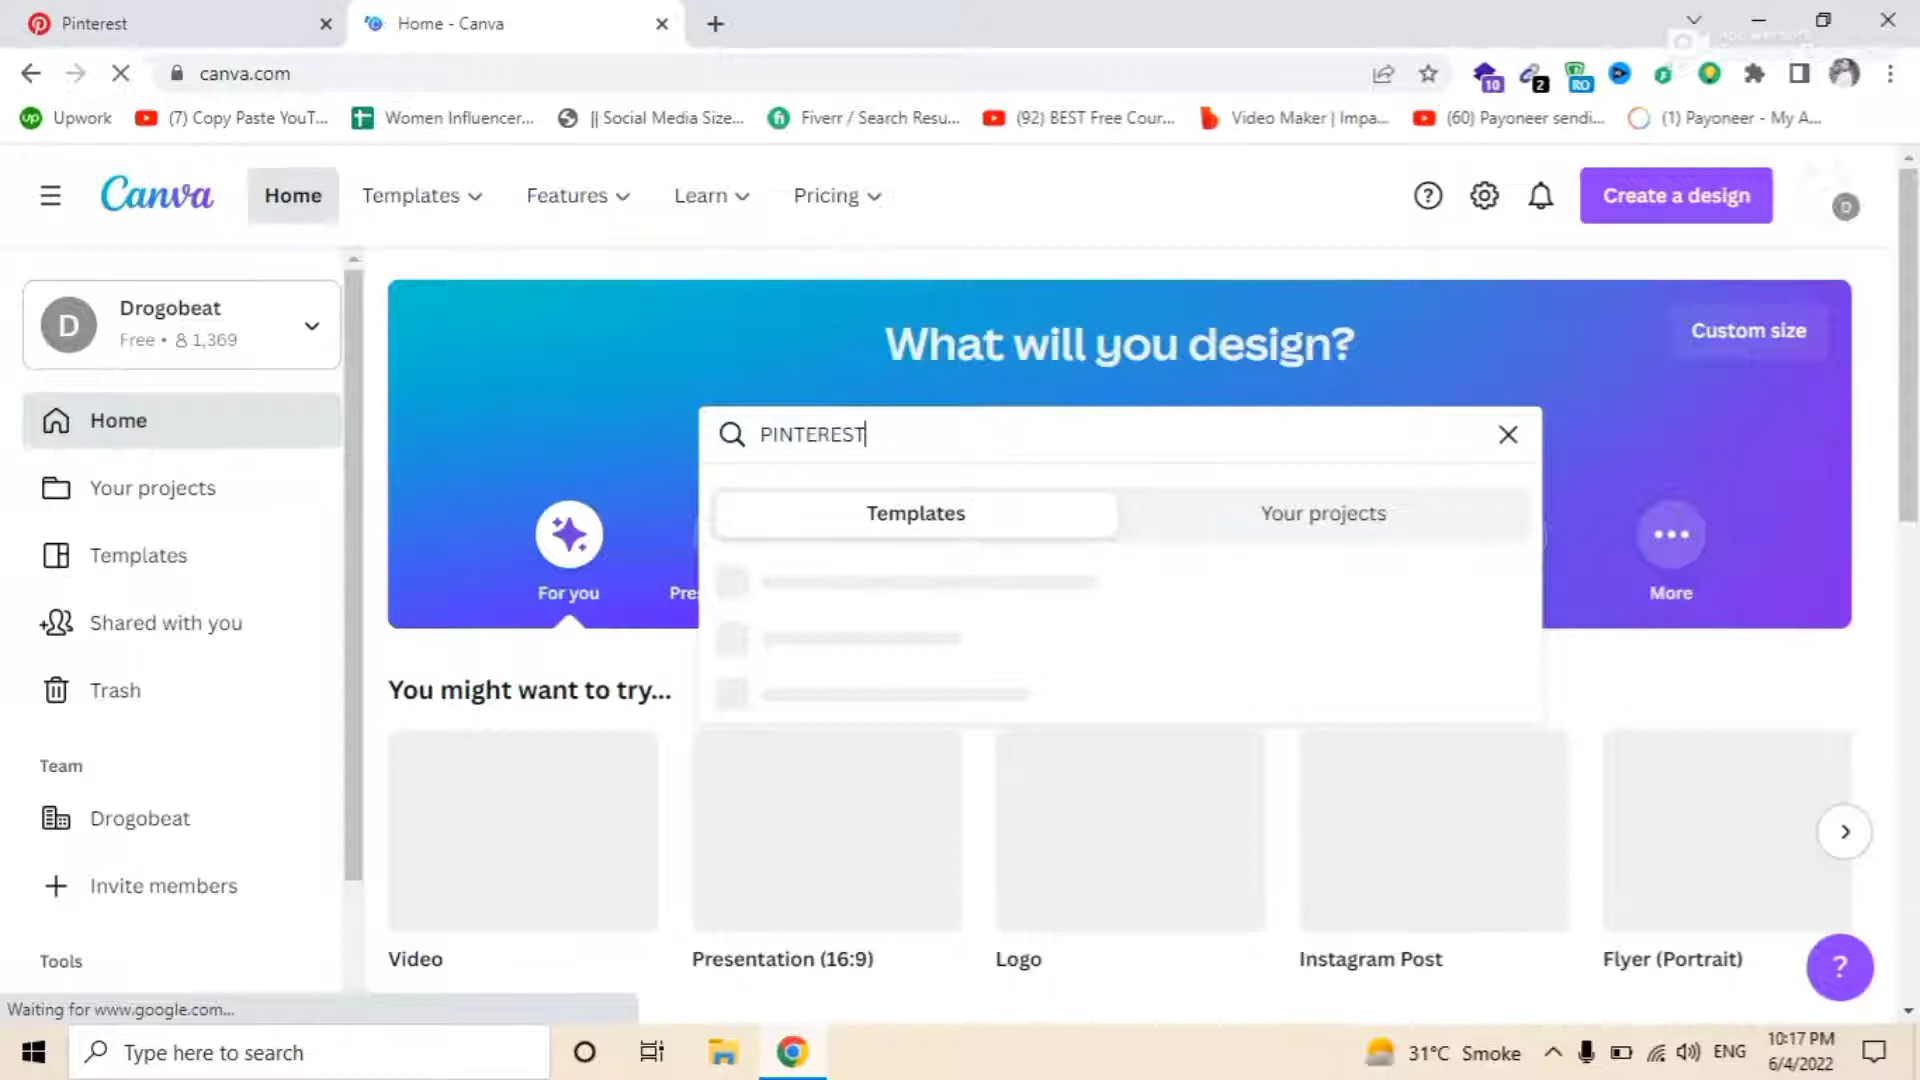 Pinterest
Home - Canva
canva.com
10
2
RO
Upwork
(7) Copy Paste YouT...
Women Influencer...
|| Social Media Size...
Fiverr / Search Resu...
(92) BEST Free Cour...
Video Maker | Impa...
(60) Payoneer sendi...
(1) Payoneer - My A...
Canva
Home
Templates
Features
Learn
Pricing
Create a design
D
D
Drogobeat
Free • 1,369
What will you design?
Custom size
PINTEREST
Home
Your projects
Templates
Shared with you
Trash
Templates
Your projects
For you
Pres
More
You might want to try...
Team
Drogobeat
Invite members
Tools
Video
Presentation (16:9)
Logo
Instagram Post
Flyer (Portrait)
?
Waiting for www.google.com...
Type here to search
31°C Smoke
ENG
10:17 PM
6/4/2022